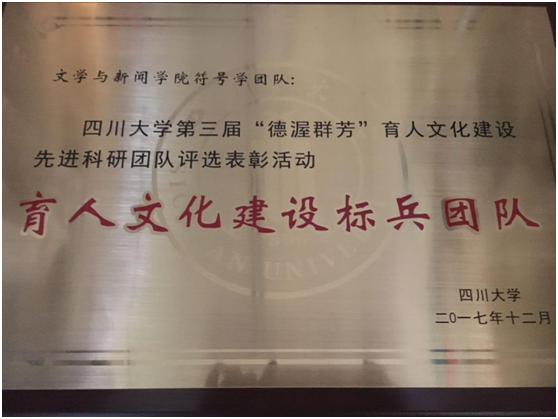 文学与新闻学院符号学团队:
四川大学第三届“德渥群芳”育人文化建设
先进科研团队评选表彰活动
育人文化建设标兵团队
四川大学
二0一七年十二月